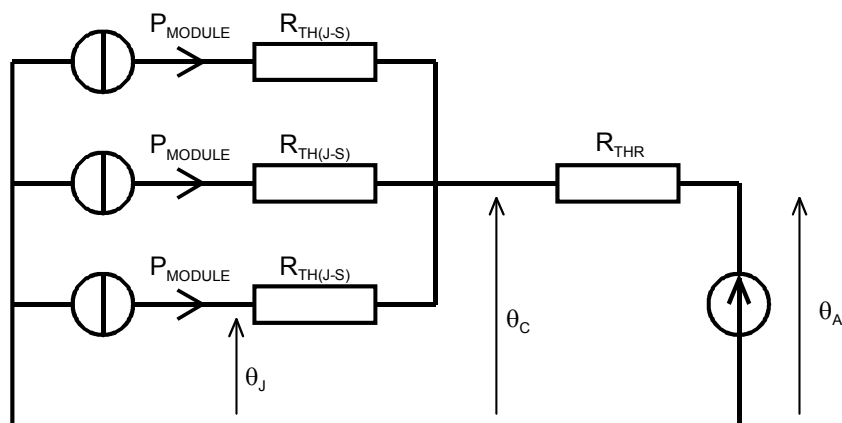 P_MODULE R_TH(J-S)
P_MODULE R_TH(J-S)
R_THR
P_MODULE R_TH(J-S)
θ_J
θ_C
θ_A